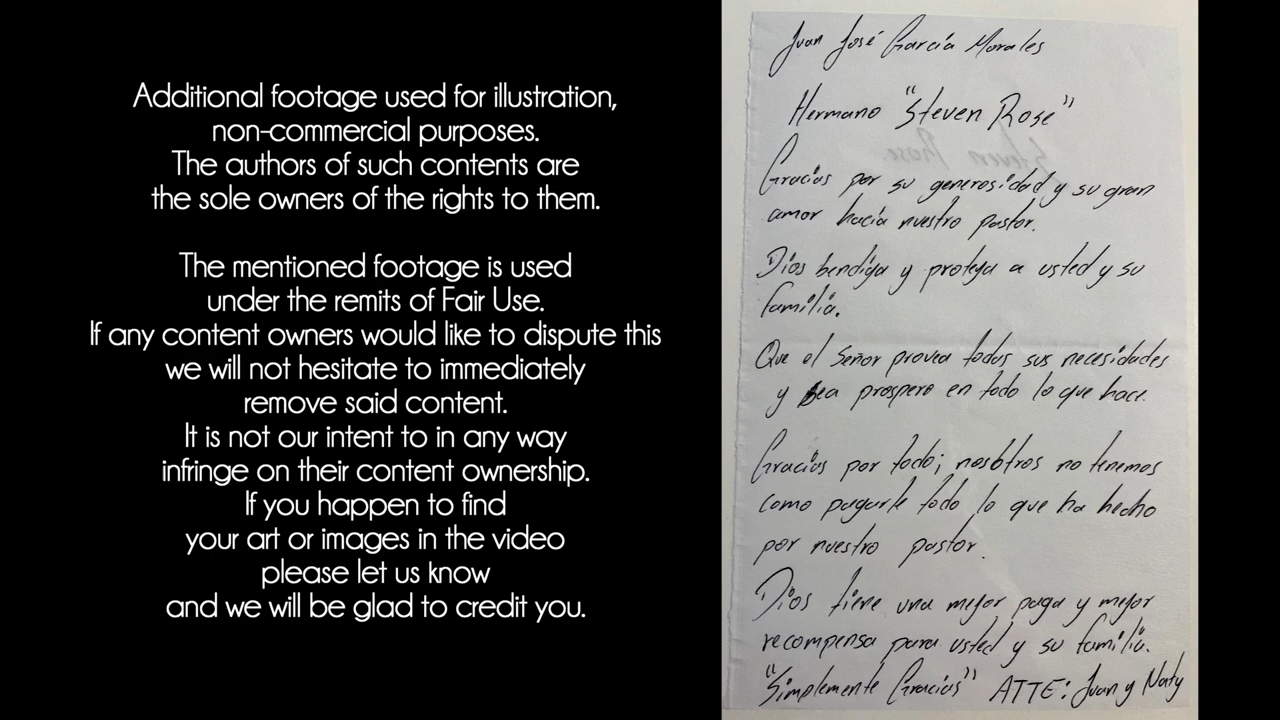 Additional footage used for illustration,
non-commercial purposes.
The authors of such contents are
the sole owners of the rights to them.
The mentioned footage is used
under the remits of Fair Use.
If any content owners would like to dispute this
we will not hesitate to immediately
remove said content.
It is not our intent to in any way
infringe on their content ownership.
If you happen to find
your art or images in the video
please let us know
and we will be glad to credit you.
Juan José García Morales
Hermano "Steven Rose"
Gracias por su generosidad y su gran
amor hacía nuestro pastor.
Dios bendiga y proteja a usted y su
familia.
Que el Señor provea todas sus necesidades
y sea prospero en todo lo que hace.
Gracias por todo; nosotros no tenemos
como pagarle todo lo que ha hecho
por nuestro pastor.
Dios tiene una mejor paga y mejor
recompensa para usted y su familia.
"Simplemente Gracias" ATTE: Juan y Naty